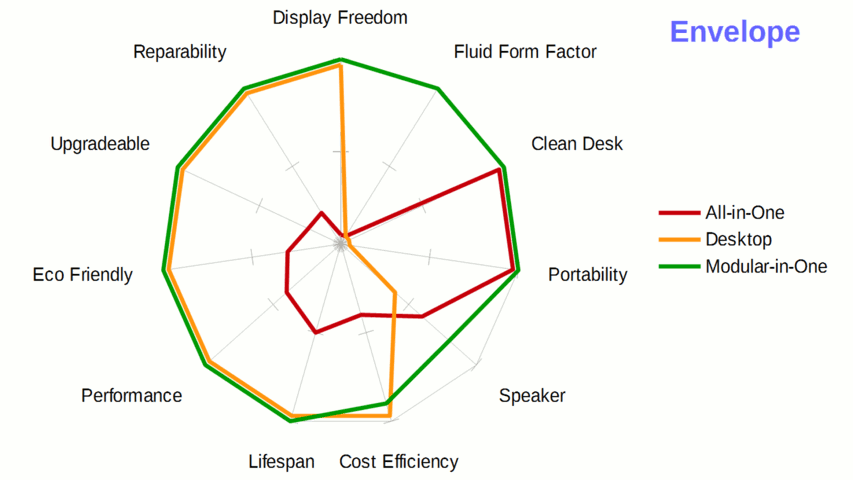 Display Freedom
Envelope
Reparability
Fluid Form Factor
Upgradeable
Clean Desk
All-in-One
Desktop
Modular-in-One
Eco Friendly
Portability
Performance
Speaker
Lifespan
Cost Efficiency